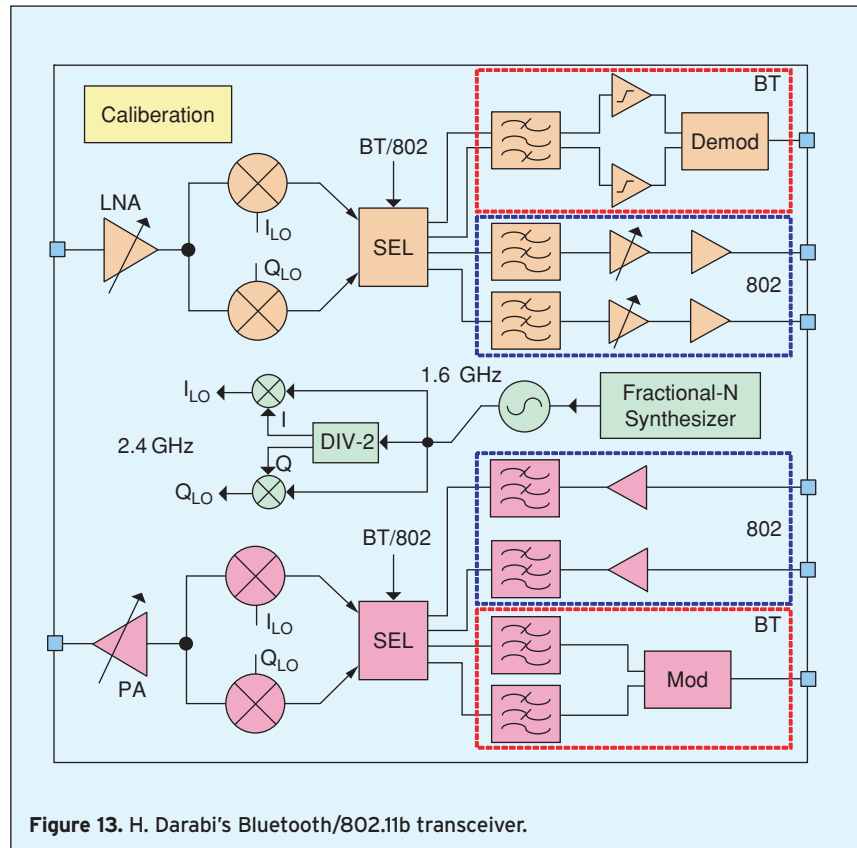 BT
Caliberation
BT/802
Demod
LNA
I_LO
SEL
Q_LO
802
1.6 GHz
I_LO
I
Fractional-N
Synthesizer
DIV-2
2.4 GHz
Q
Q_LO
BT/802
802
I_LO
SEL
BT
Q_LO
Mod
PA
Figure 13. H. Darabi's Bluetooth/802.11b transceiver.